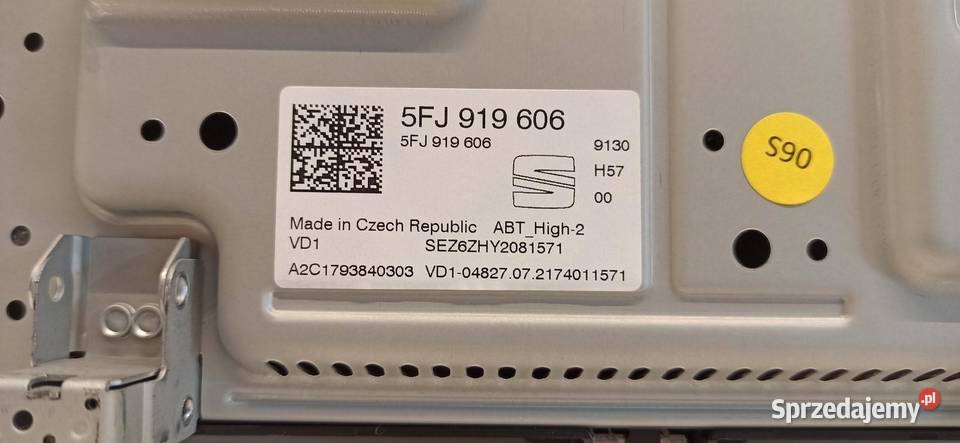 5FJ 919 606
5FJ 919 606
9130
H57
00
Made in Czech Republic ABT_High-2
VD1 SEZ6ZHY2081571
A2C1793840303 VD1-04827.07.2174011571
S90
Sprzedajemy.pl